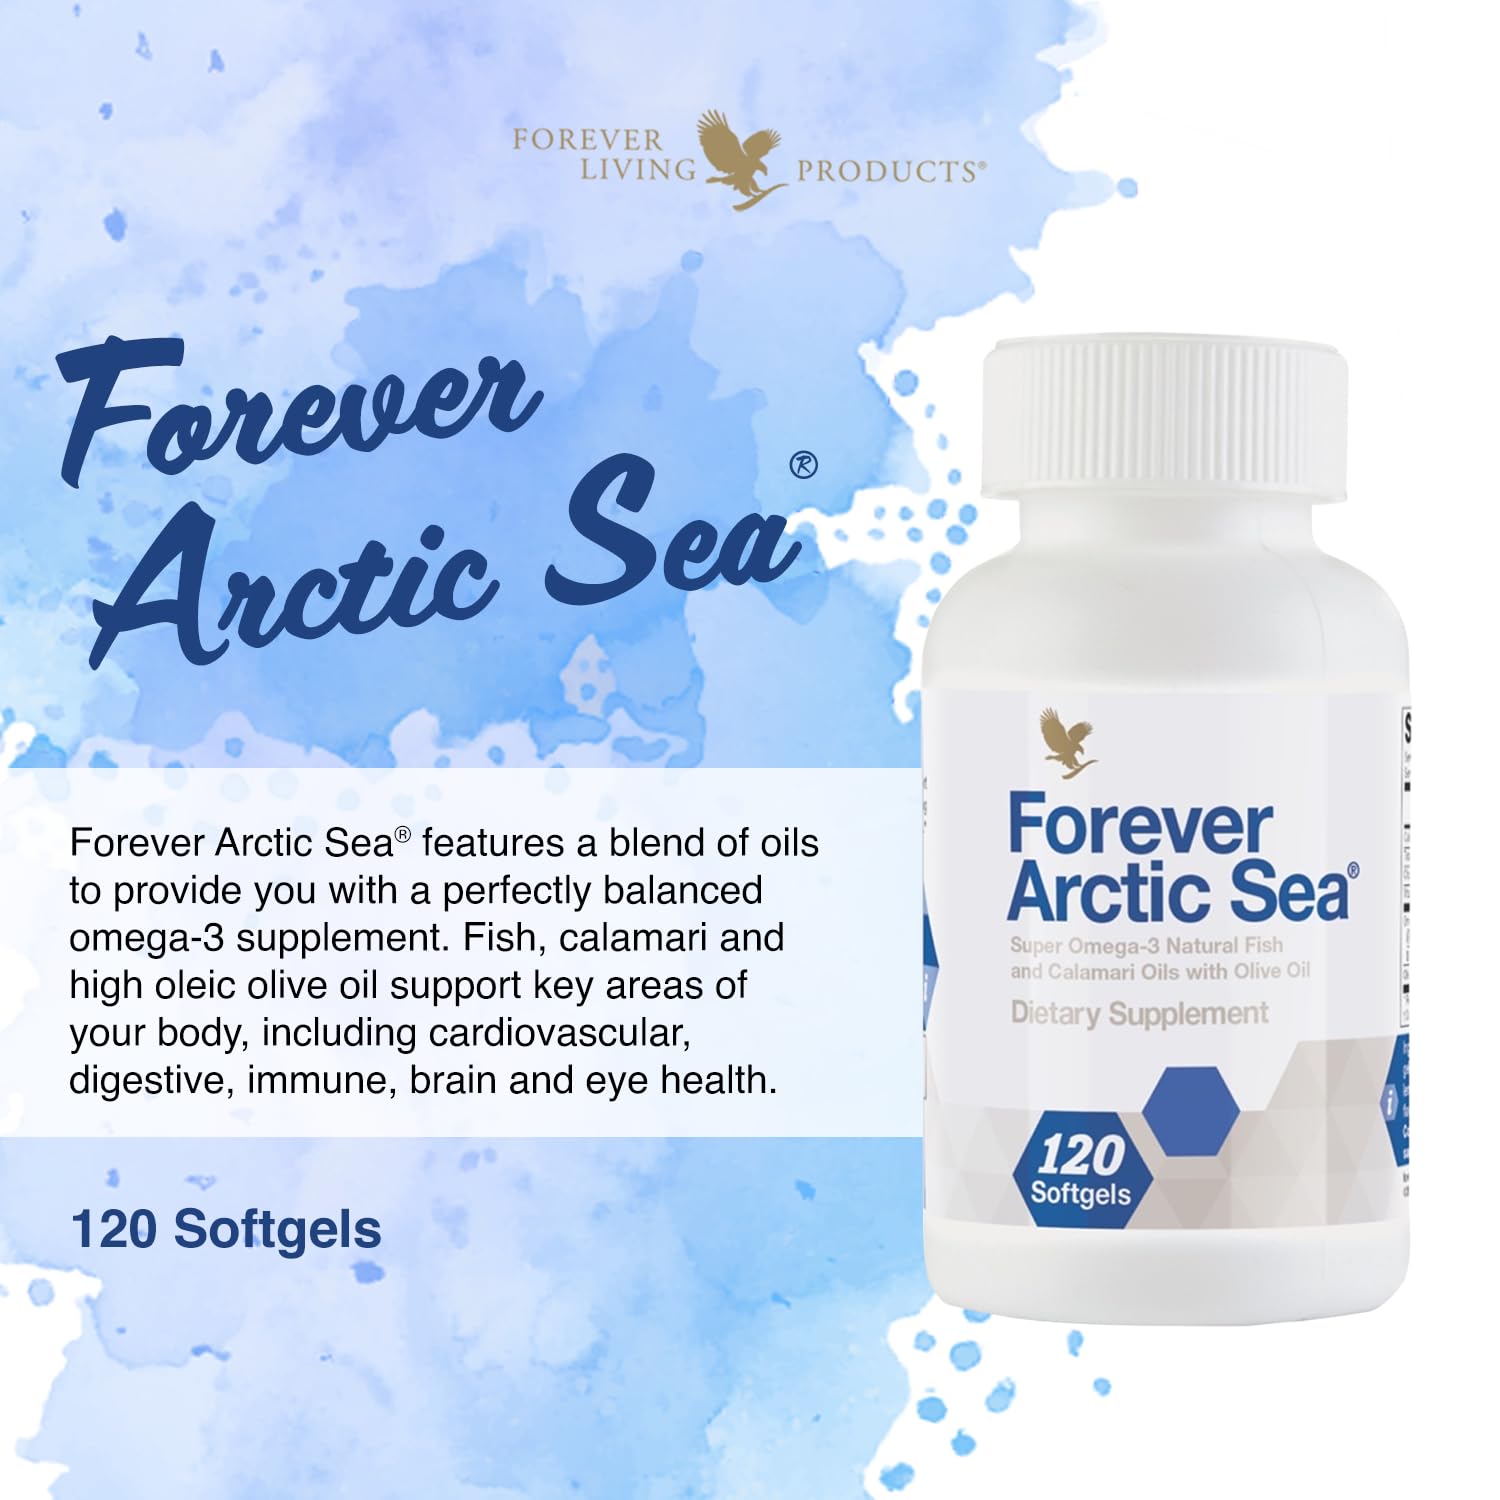 FOREVER
LIVING PRODUCTS®
Forever
Arctic Sea®
Forever Arctic Sea® features a blend of oils
to provide you with a perfectly balanced
omega-3 supplement. Fish, calamari and
high oleic olive oil support key areas of
your body, including cardiovascular,
digestive, immune, brain and eye health.
120 Softgels
Forever
Arctic Sea®
Super Omega-3 Natural Fish
and Calamari Oils with Olive Oil
Dietary Supplement
120
Softgels